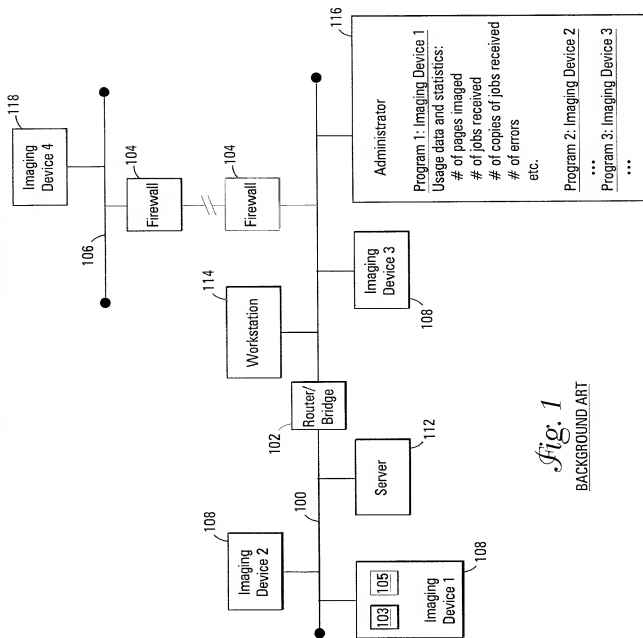 118
Imaging
Device 4
106
104
Firewall
104
Firewall
116
Administrator
Program 1: Imaging Device 1
Usage data and statistics:
# of pages imaged
# of jobs received
# of copies of jobs received
# of errors
etc.
Program 2: Imaging Device 2
•••
Program 3: Imaging Device 3
•••
114
Workstation
Imaging
Device 3
108
Router/
Bridge
102
112
Server
100
108
Imaging
Device 2
108
103
105
Imaging
Device 1
Fig. 1
BACKGROUND ART